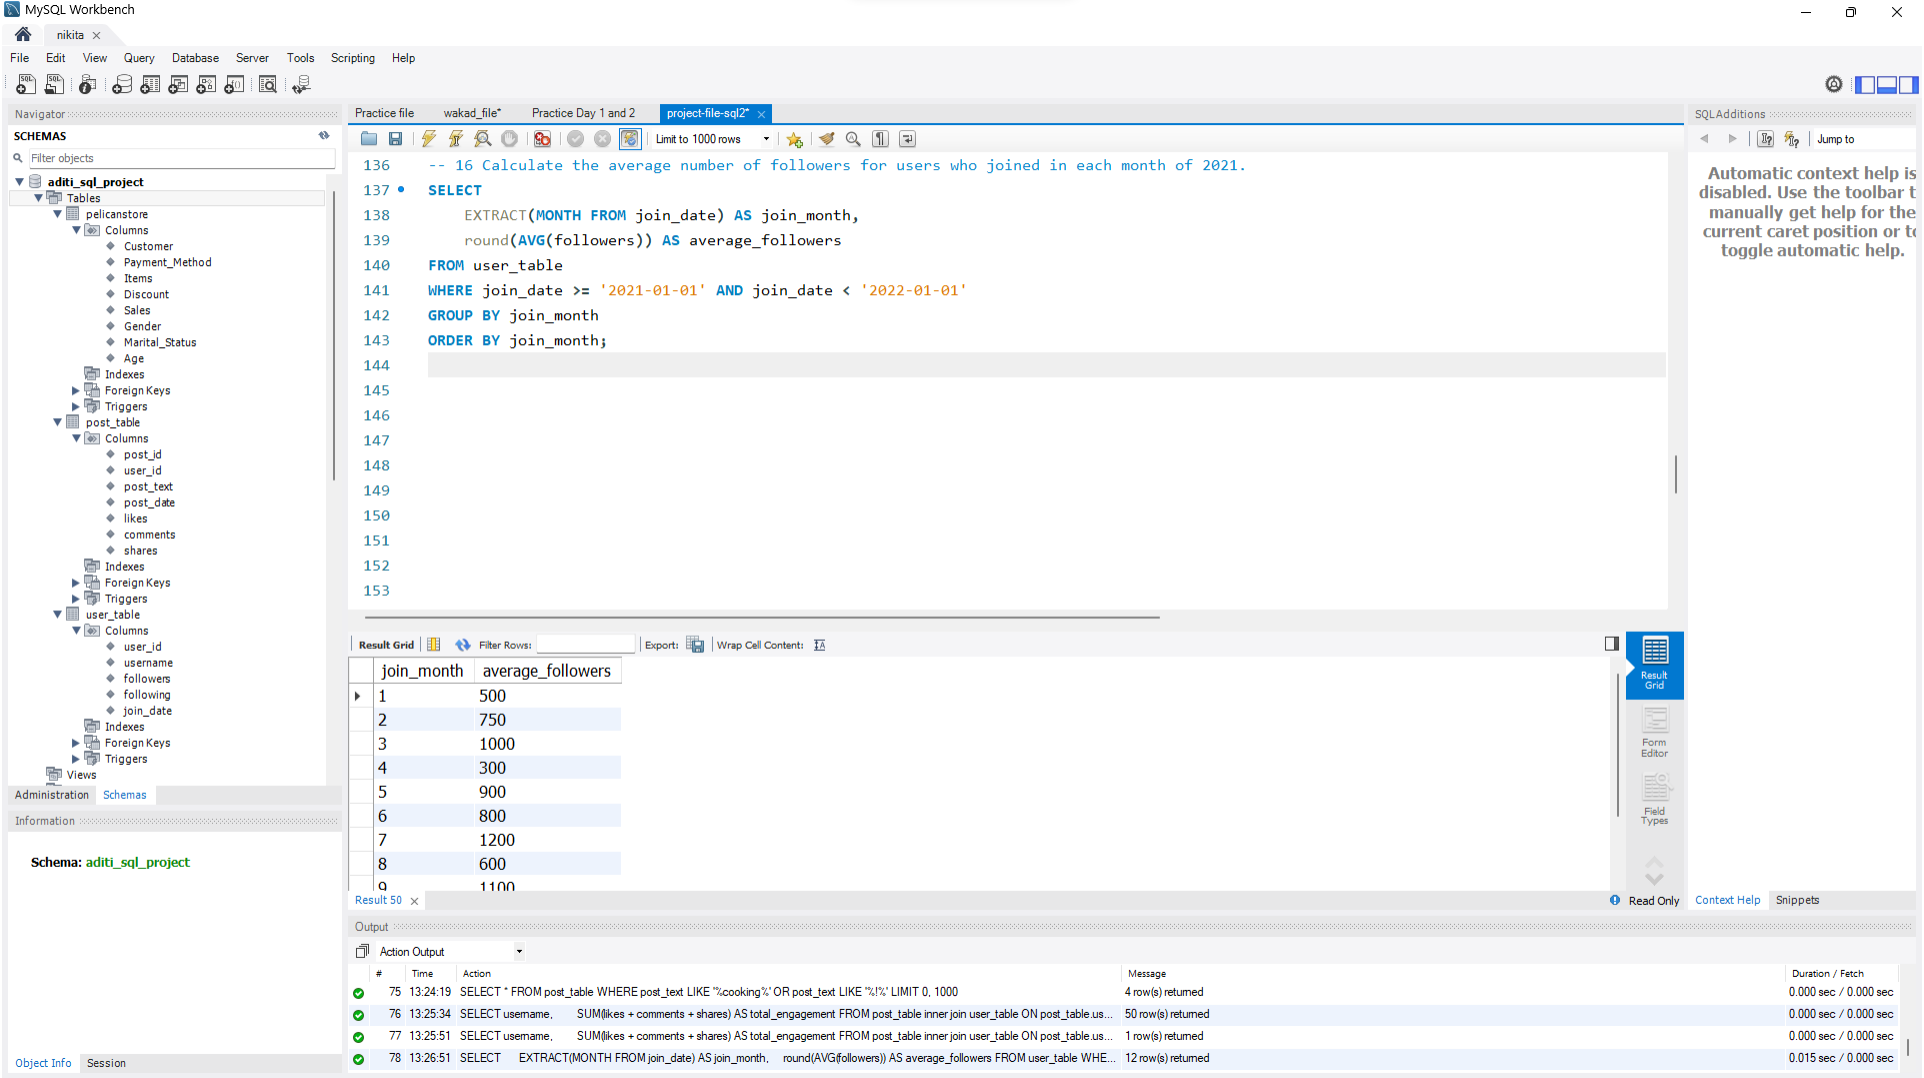 MySQL Workbench
nikita
File Edit View Query Database Server Tools Scripting Help
Navigator
SCHEMAS
Filter objects
aditi_sql_project
Tables
pelicanstore
Columns
Customer
Payment_Method
Items
Discount
Sales
Gender
Marital_Status
Age
Indexes
Foreign Keys
Triggers
post_table
Columns
post_id
user_id
post_text
post_date
likes
comments
shares
Indexes
Foreign Keys
Triggers
user_table
Columns
user_id
username
followers
following
join_date
Indexes
Foreign Keys
Triggers
Views
Administration Schemas
Information
Schema: aditi_sql_project
Object Info Session
Practice file wakad_file* Practice Day 1 and 2 project-file-sql2*
Limit to 1000 rows
136 -- 16 Calculate the average number of followers for users who joined in each month of 2021.
137 SELECT
138 EXTRACT(MONTH FROM join_date) AS join_month,
139 round(AVG(followers)) AS average_followers
140 FROM user_table
141 WHERE join_date >= '2021-01-01' AND join_date < '2022-01-01'
142 GROUP BY join_month
143 ORDER BY join_month;
144
145
146
147
148
149
150
151
152
153
Result Grid Filter Rows: Export: Wrap Cell Content:
join_month average_followers
1 500
2 750
3 1000
4 300
5 900
6 800
7 1200
8 600
9 1100
Result Grid
Form Editor
Field Types
Result 50
Read Only
SQLAdditions
Jump to
Automatic context help is
disabled. Use the toolbar t
manually get help for the
current caret position or to
toggle automatic help.
Context Help Snippets
Output
Action Output
# Time Action Message Duration / Fetch
75 13:24:19 SELECT * FROM post_table WHERE post_text LIKE '%cooking%' OR post_text LIKE '%!%' LIMIT 0, 1000 4 row(s) returned 0.000 sec / 0.000 sec
76 13:25:34 SELECT username, SUM(likes + comments + shares) AS total_engagement FROM post_table inner join user_table ON post_table.us... 50 row(s) returned 0.000 sec / 0.000 sec
77 13:25:51 SELECT username, SUM(likes + comments + shares) AS total_engagement FROM post_table inner join user_table ON post_table.us... 1 row(s) returned 0.000 sec / 0.000 sec
78 13:26:51 SELECT EXTRACT(MONTH FROM join_date) AS join_month, round(AVG(followers)) AS average_followers FROM user_table WHE... 12 row(s) returned 0.015 sec / 0.000 sec